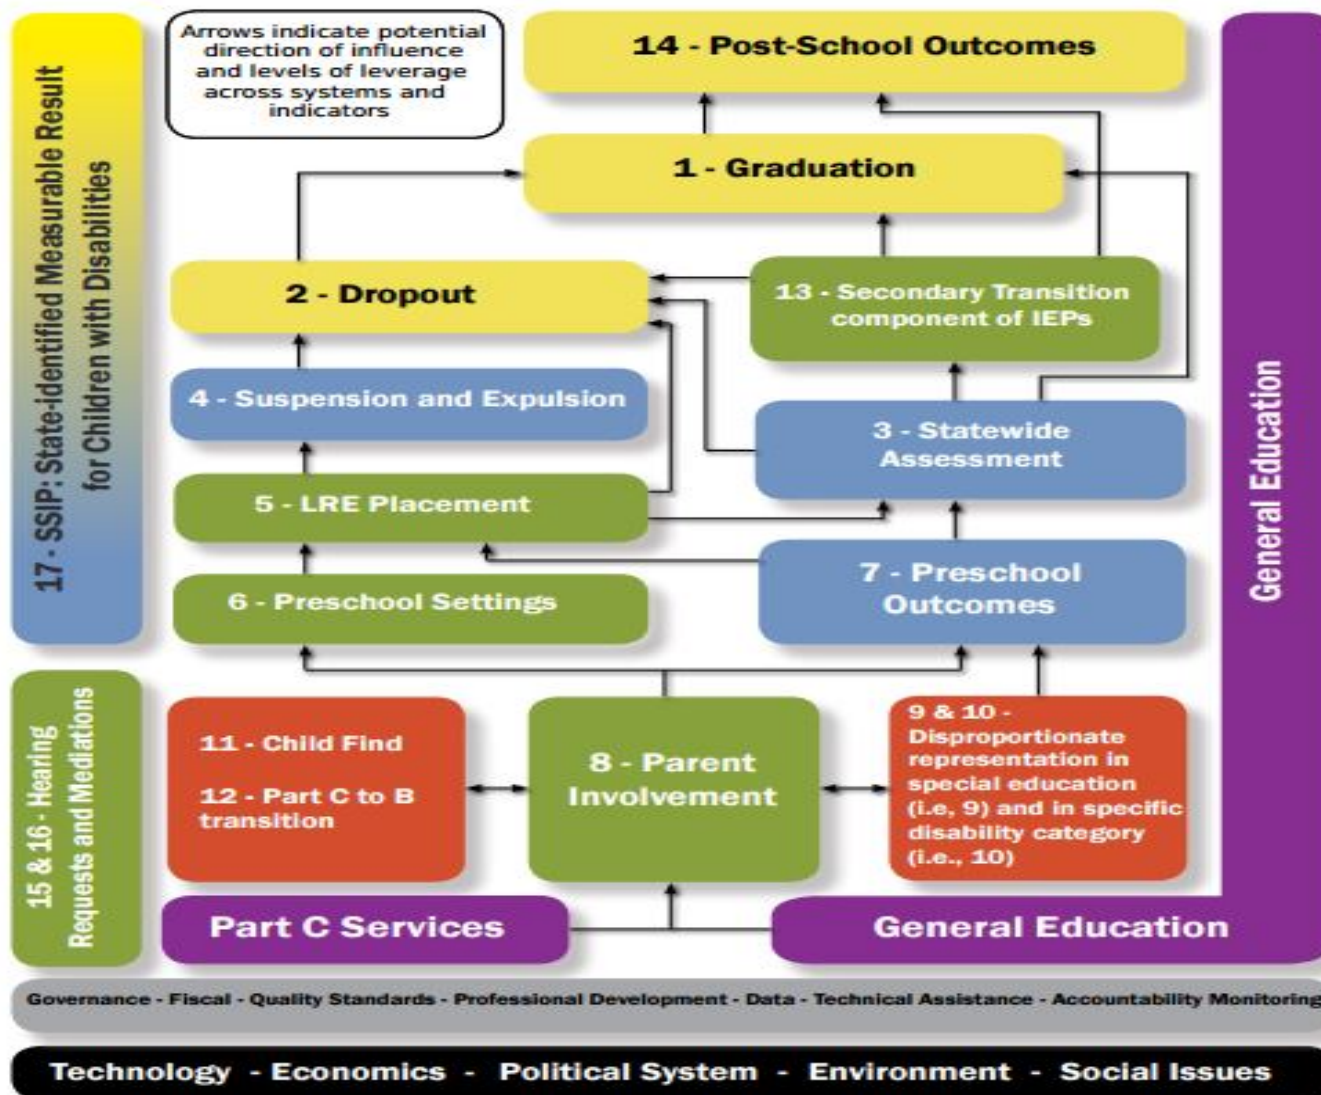 Arrows indicate potential
direction of influence
and levels of leverage
across systems and
indicators
14 - Post-School Outcomes
1 - Graduation
2 - Dropout
13 - Secondary Transition
component of IEPs
4 - Suspension and Expulsion
3 - Statewide
Assessment
5 - LRE Placement
7 - Preschool
Outcomes
6 - Preschool Settings
17 - SSIP: State-identified Measurable Result
for Children with Disabilities
General Education
15 & 16 - Hearing
Requests and Mediations
11 - Child Find
12 - Part C to B
transition
8 - Parent
Involvement
9 & 10 -
Disproportionate
representation in
special education
(i.e, 9) and in specific
disability category
(i.e., 10)
Part C Services
General Education
Governance - Fiscal - Quality Standards - Professional Development - Data - Technical Assistance - Accountability Monitoring
Technology - Economics - Political System - Environment - Social Issues